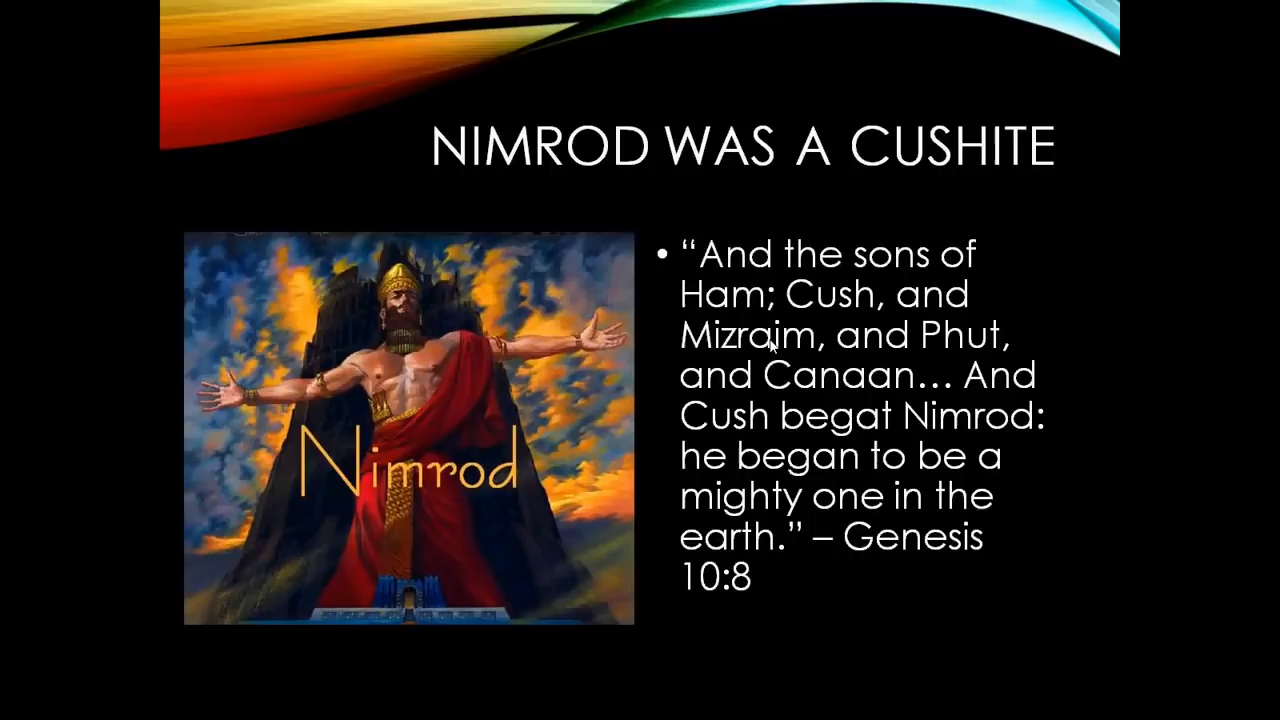 NIMROD WAS A CUSHITE
Nimrod
• “And the sons of
Ham; Cush, and
Mizraim, and Phut,
and Canaan… And
Cush begat Nimrod:
he began to be a
mighty one in the
earth.” – Genesis
10:8